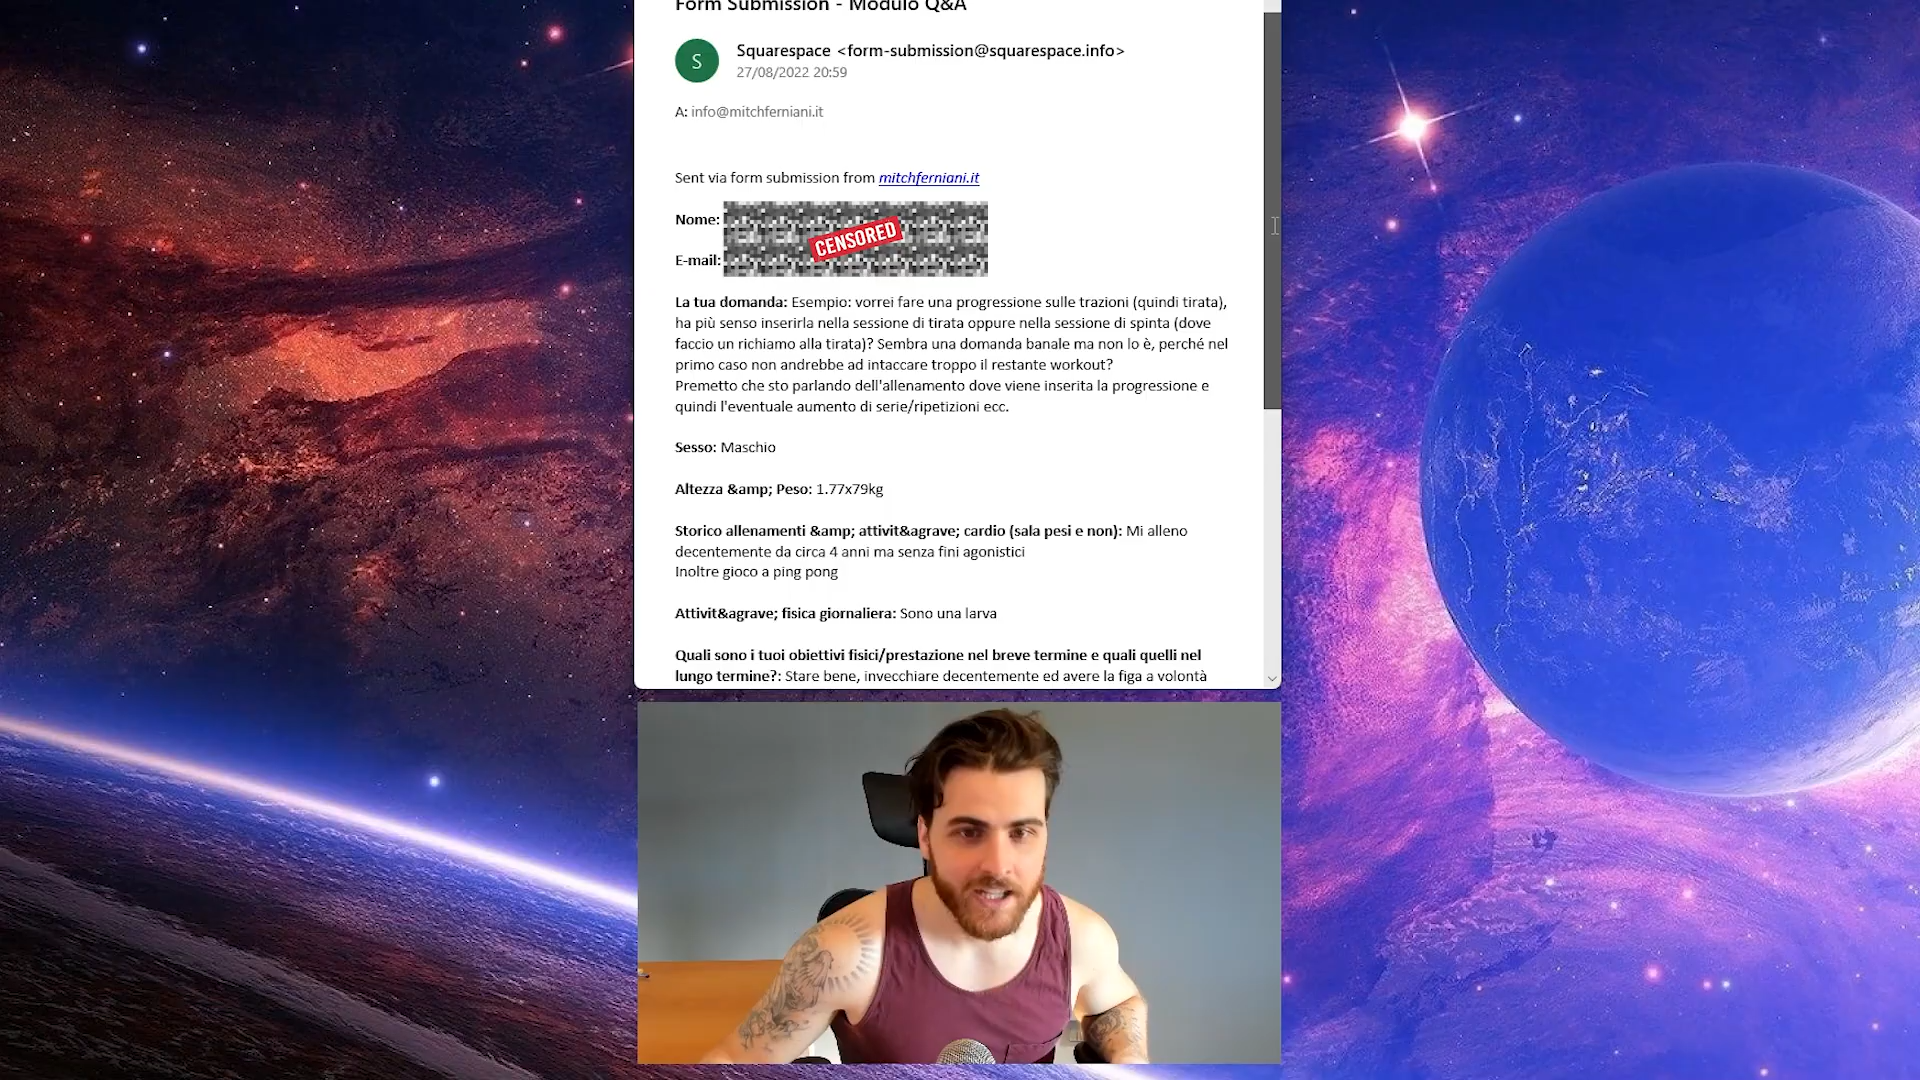 Form Submission - Modulo Q&A
S
Squarespace <form-submission@squarespace.info>
27/08/2022 20:59
A: info@mitchferniani.it
Sent via form submission from mitchferniani.it
Nome:
CENSORED
E-mail:
La tua domanda: Esempio: vorrei fare una progressione sulle trazioni (quindi tirata),
ha più senso inserirla nella sessione di tirata oppure nella sessione di spinta (dove
faccio un richiamo alla tirata)? Sembra una domanda banale ma non lo è, perché nel
primo caso non andrebbe ad intaccare troppo il restante workout?
Premetto che sto parlando dell'allenamento dove viene inserita la progressione e
quindi l'eventuale aumento di serie/ripetizioni ecc.
Sesso: Maschio
Altezza &amp; Peso: 1.77x79kg
Storico allenamenti &amp; attivit&agrave; cardio (sala pesi e non): Mi alleno
decentemente da circa 4 anni ma senza fini agonistici
Inoltre gioco a ping pong
Attivit&agrave; fisica giornaliera: Sono una larva
Quali sono i tuoi obiettivi fisici/prestazione nel breve termine e quali quelli nel
lungo termine?: Stare bene, invecchiare decentemente ed avere la figa a volontà